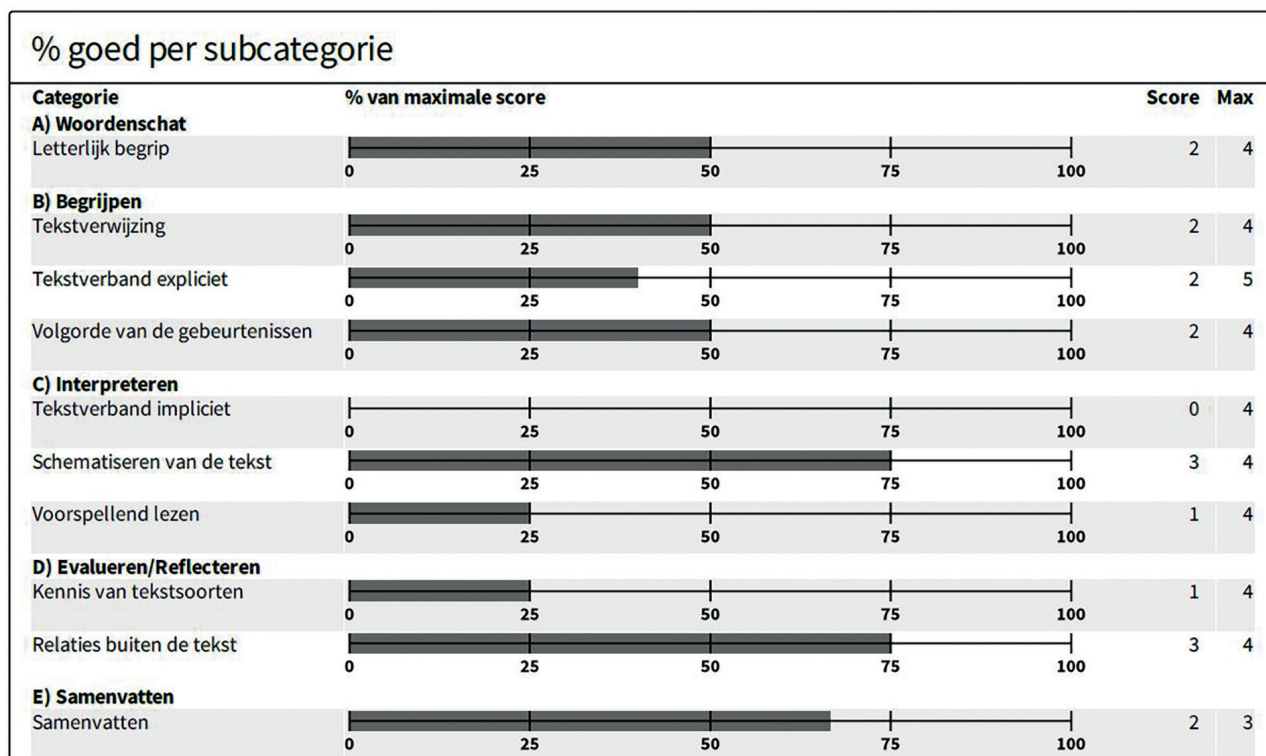 % goed per subcategorie
Categorie % van maximale score Score Max
A) Woordenschat
Letterlijk begrip 2 4
0 25 50 75 100
B) Begrijpen
Tekstverwijzing 2 4
0 25 50 75 100
Tekstverband expliciet 2 5
0 25 50 75 100
Volgorde van de gebeurtenissen 2 4
0 25 50 75 100
C) Interpreteren
Tekstverband impliciet 0 4
0 25 50 75 100
Schematiseren van de tekst 3 4
0 25 50 75 100
Voorspellend lezen 1 4
0 25 50 75 100
D) Evalueren/Reflecteren
Kennis van tekstsoorten 1 4
0 25 50 75 100
Relaties buiten de tekst 3 4
0 25 50 75 100
E) Samenvatten
Samenvatten 2 3
0 25 50 75 100